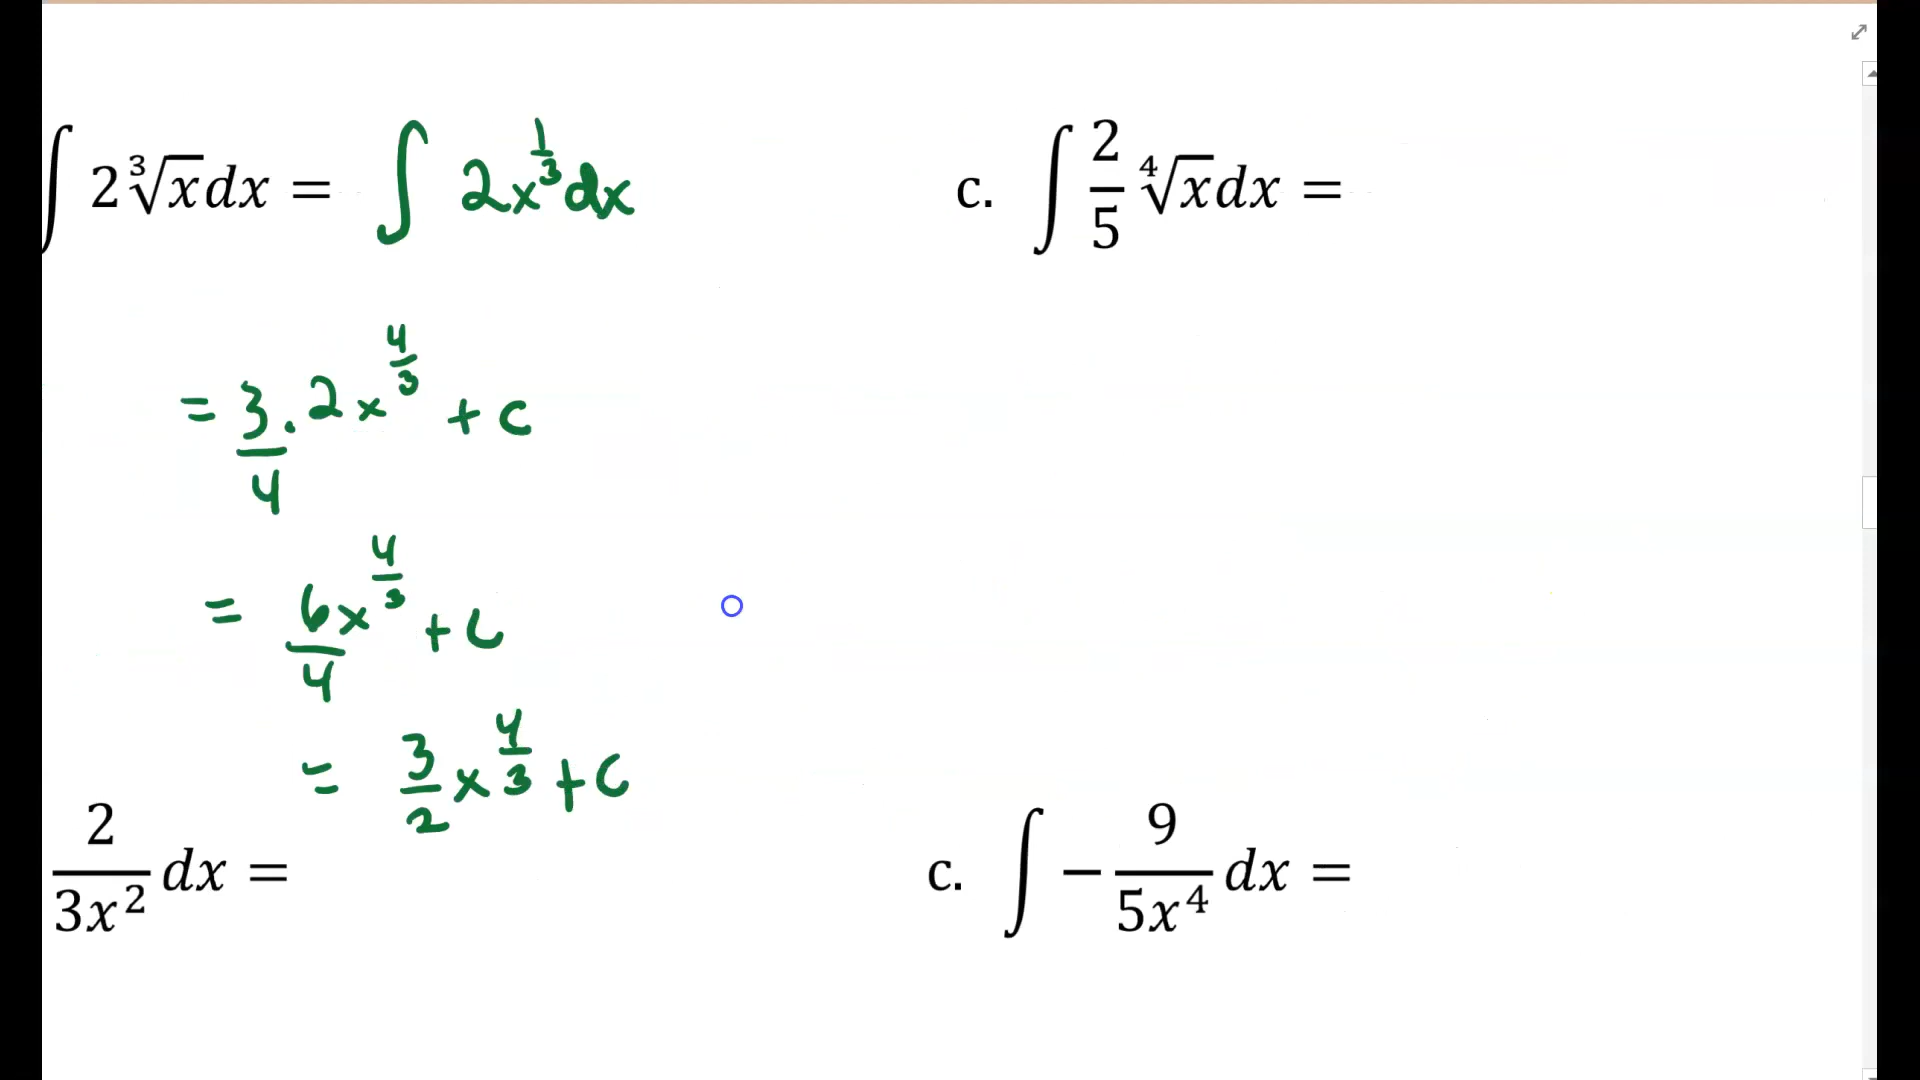 ∫ 2∛x dx = ∫ 2x^(1/3) dx
= 3/4 · 2x^(4/3) + c
= 6x^(4/3)/4 + c
= 3/2 x^(4/3) + c
c. ∫ 2/5 ∜x dx =
2/(3x²) dx =
c. ∫ − 9/(5x⁴) dx =